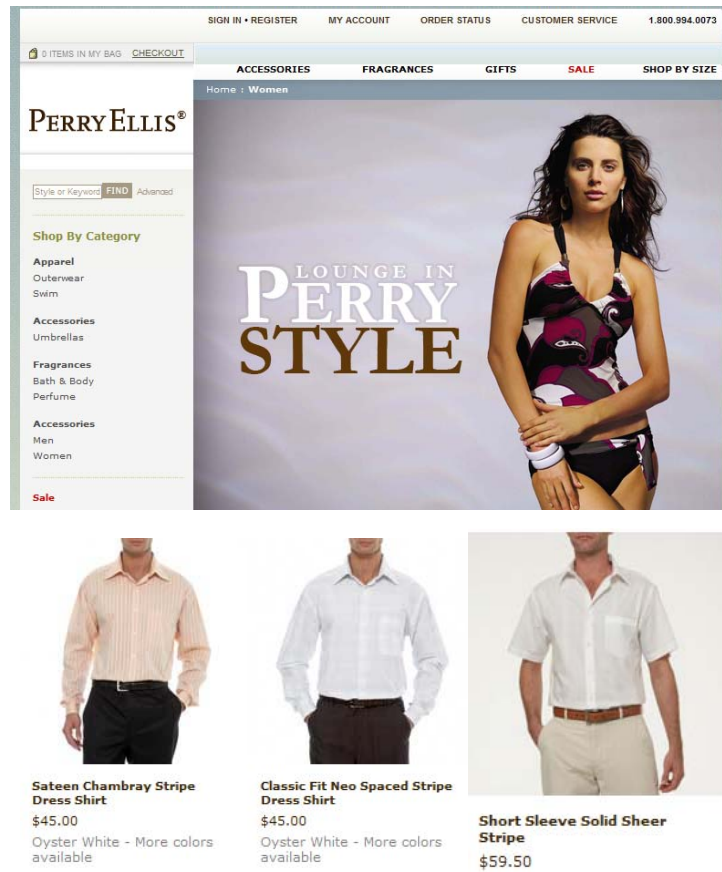 SIGN IN • REGISTER MY ACCOUNT ORDER STATUS CUSTOMER SERVICE 1.800.994.0073
0 ITEMS IN MY BAG CHECKOUT
ACCESSORIES FRAGRANCES GIFTS SALE SHOP BY SIZE
Home : Women
PERRY ELLIS®
Style or Keyword FIND Advanced
Shop By Category
Apparel
Outerwear
Swim
Accessories
Umbrellas
Fragrances
Bath & Body
Perfume
Accessories
Men
Women
Sale
LOUNGE IN
PERRY
STYLE
Sateen Chambray Stripe
Dress Shirt
$45.00
Oyster White - More colors
available
Classic Fit Neo Spaced Stripe
Dress Shirt
$45.00
Oyster White - More colors
available
Short Sleeve Solid Sheer
Stripe
$59.50